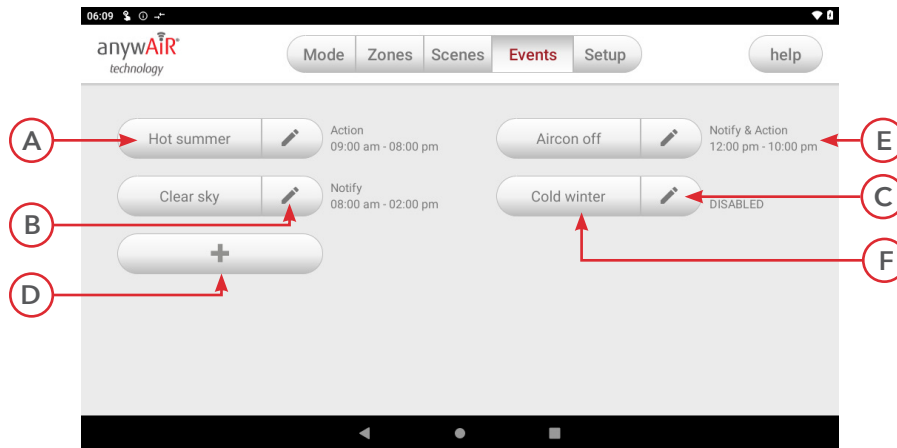 06:09
anywAiR®
technology
Mode Zones Scenes Events Setup
help
A
Hot summer
Action
09:00 am - 08:00 pm
Aircon off
Notify & Action
12:00 pm - 10:00 pm
E
B
Clear sky
Notify
08:00 am - 02:00 pm
Cold winter
DISABLED
C
D
+
F